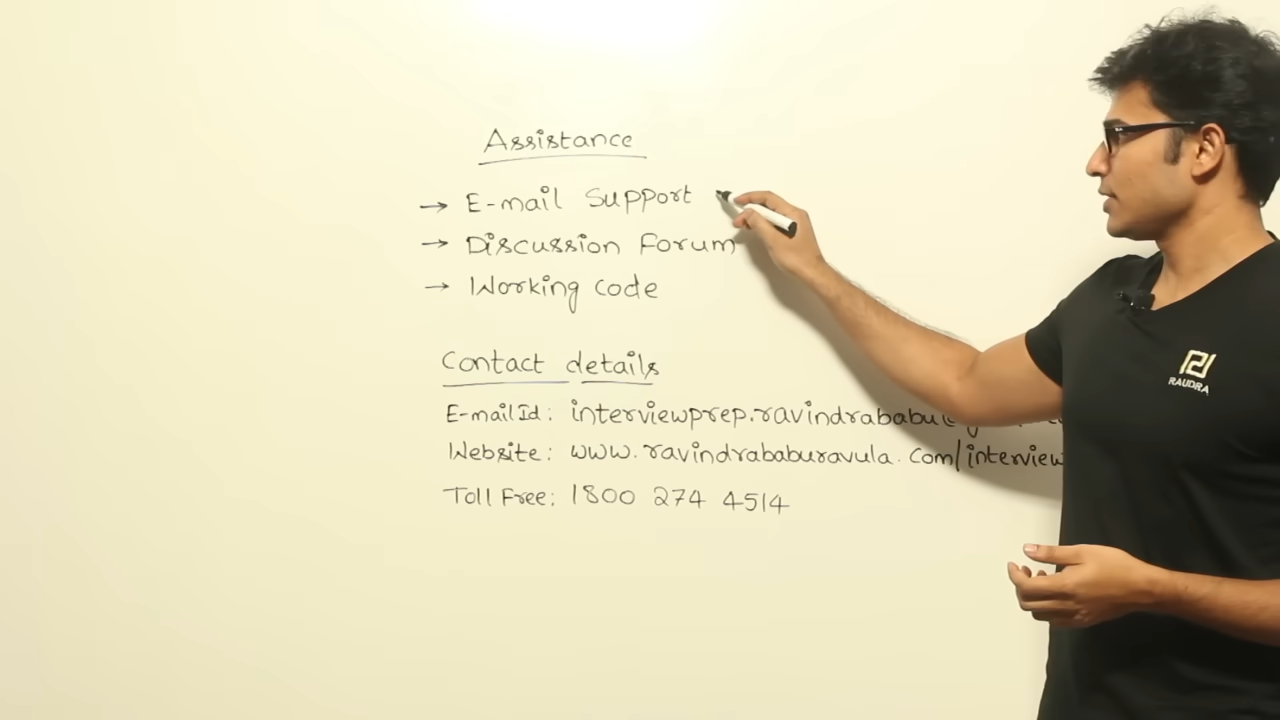 Assistance
→ E-mail Support
→ Discussion Forum
→ Working code
Contact details
E-mail Id: interviewprep.ravindrababu@g
Website: www.ravindrababuravula.com/interview
Toll Free: 1800 274 4514
RAUDRA